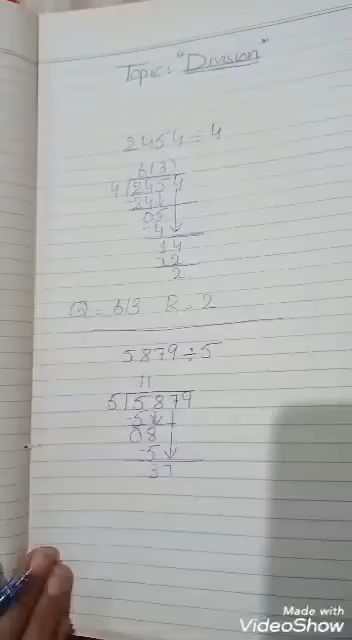 Topic: "Division"
2454 ÷ 4
613
4 2454
-24
05
-4
14
12
2
Q = 613 R = 2
5879 ÷ 5
11
5 5879
-5
08
-5
37
Made with
VideoShow